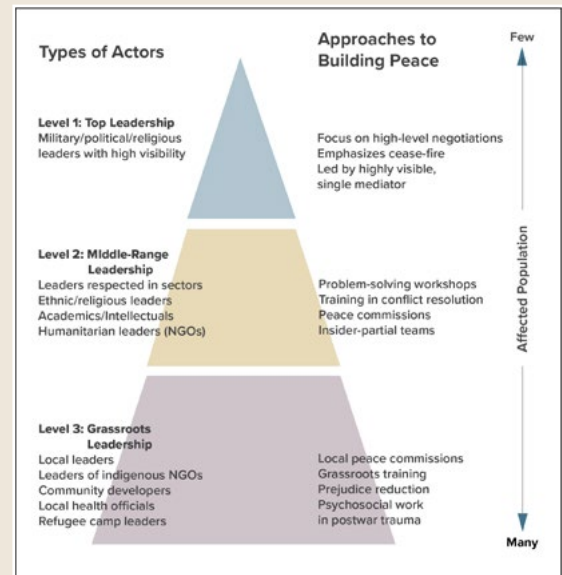 Types of Actors
Approaches to
Building Peace
Few
Level 1: Top Leadership
Military/political/religious
leaders with high visibility
Focus on high-level negotiations
Emphasizes cease-fire
Led by highly visible,
single mediator
Level 2: Middle-Range
Leadership
Leaders respected in sectors
Ethnic/religious leaders
Academics/Intellectuals
Humanitarian leaders (NGOs)
Problem-solving workshops
Training in conflict resolution
Peace commissions
Insider-partial teams
Affected Population
Level 3: Grassroots
Leadership
Local leaders
Leaders of indigenous NGOs
Community developers
Local health officials
Refugee camp leaders
Local peace commissions
Grassroots training
Prejudice reduction
Psychosocial work
in postwar trauma
Many